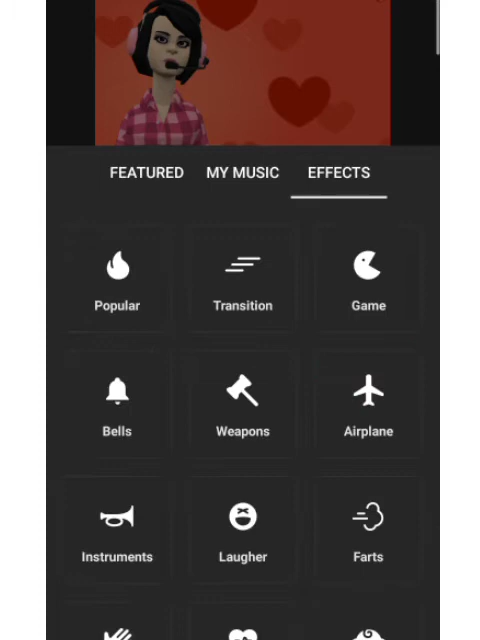 FEATURED MY MUSIC EFFECTS
Popular Transition Game
Bells Weapons Airplane
Instruments Laugher Farts